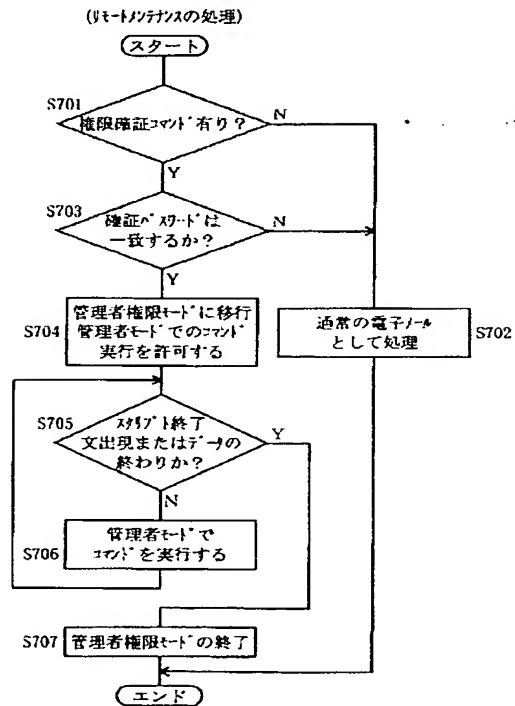 (リモートメンテナンスの処理)
スタート
S701
権限確証コマンド有り?
N
Y
S703
確証パスワードは
一致するか?
N
Y
S704
管理者権限モードに移行
管理者モードでのコマンド
実行を許可する
通常の電子メール
として処理
S702
S705
スクリプト終了
文出現またはデータの
終わりか?
Y
N
S706
管理者モードで
コマンドを実行する
S707
管理者権限モードの終了
エンド